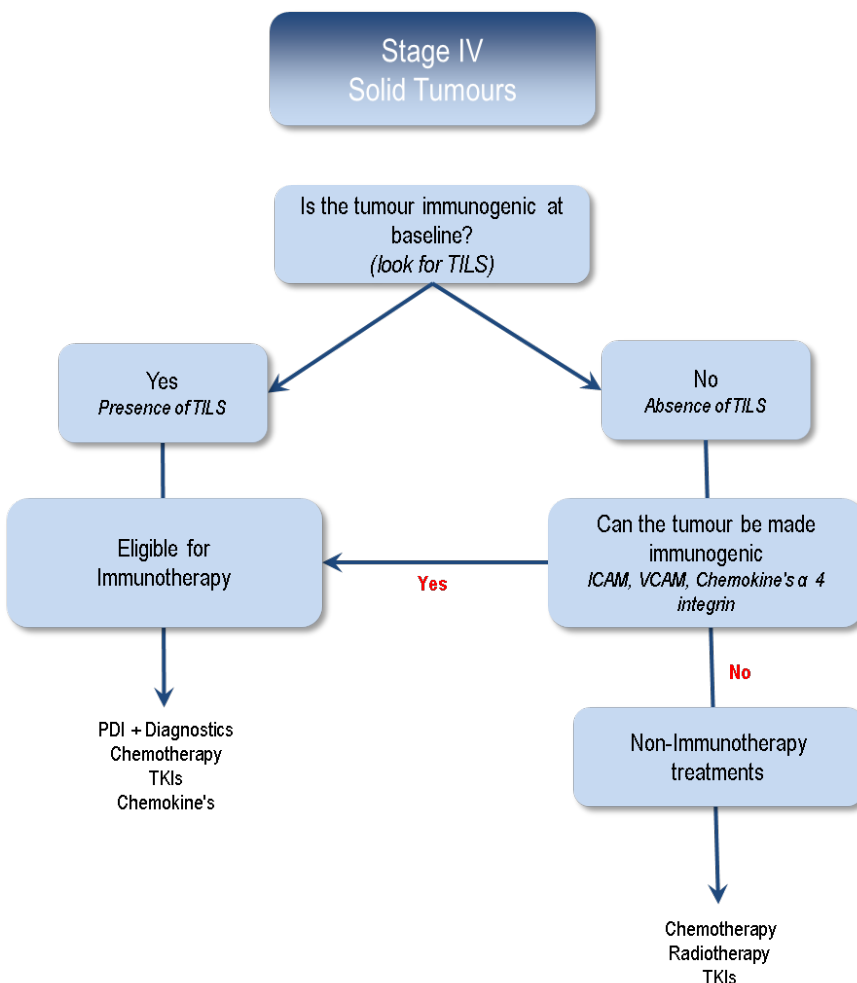 Stage IV
Solid Tumours
Is the tumour immunogenic at
baseline?
(look for TILS)
Yes
Presence of TILS
No
Absence of TILS
Eligible for
Immunotherapy
Can the tumour be made
immunogenic
ICAM, VCAM, Chemokine's α 4
integrin
Yes
No
PDI + Diagnostics
Chemotherapy
TKIs
Chemokine's
Non-Immunotherapy
treatments
Chemotherapy
Radiotherapy
TKIs